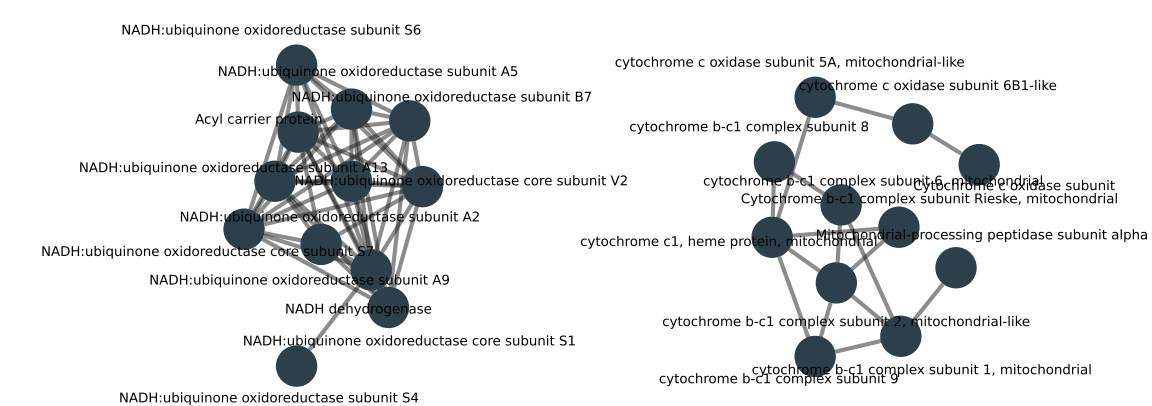 NADH:ubiquinone oxidoreductase subunit S6
NADH:ubiquinone oxidoreductase subunit A5
NADH:ubiquinone oxidoreductase subunit B7
Acyl carrier protein
NADH:ubiquinone oxidoreductase subunit A13
NADH:ubiquinone oxidoreductase core subunit V2
NADH:ubiquinone oxidoreductase subunit A2
NADH:ubiquinone oxidoreductase core subunit S7
NADH:ubiquinone oxidoreductase subunit A9
NADH dehydrogenase
NADH:ubiquinone oxidoreductase core subunit S1
NADH:ubiquinone oxidoreductase subunit S4
cytochrome c oxidase subunit 5A, mitochondrial-like
cytochrome c oxidase subunit 6B1-like
cytochrome b-c1 complex subunit 8
cytochrome b-c1 complex subunit 6, mitochondrial
Cytochrome c oxidase subunit
Cytochrome b-c1 complex subunit Rieske, mitochondrial
Mitochondrial-processing peptidase subunit alpha
cytochrome c1, heme protein, mitochondrial
cytochrome b-c1 complex subunit 2, mitochondrial-like
cytochrome b-c1 complex subunit 1, mitochondrial
cytochrome b-c1 complex subunit 9